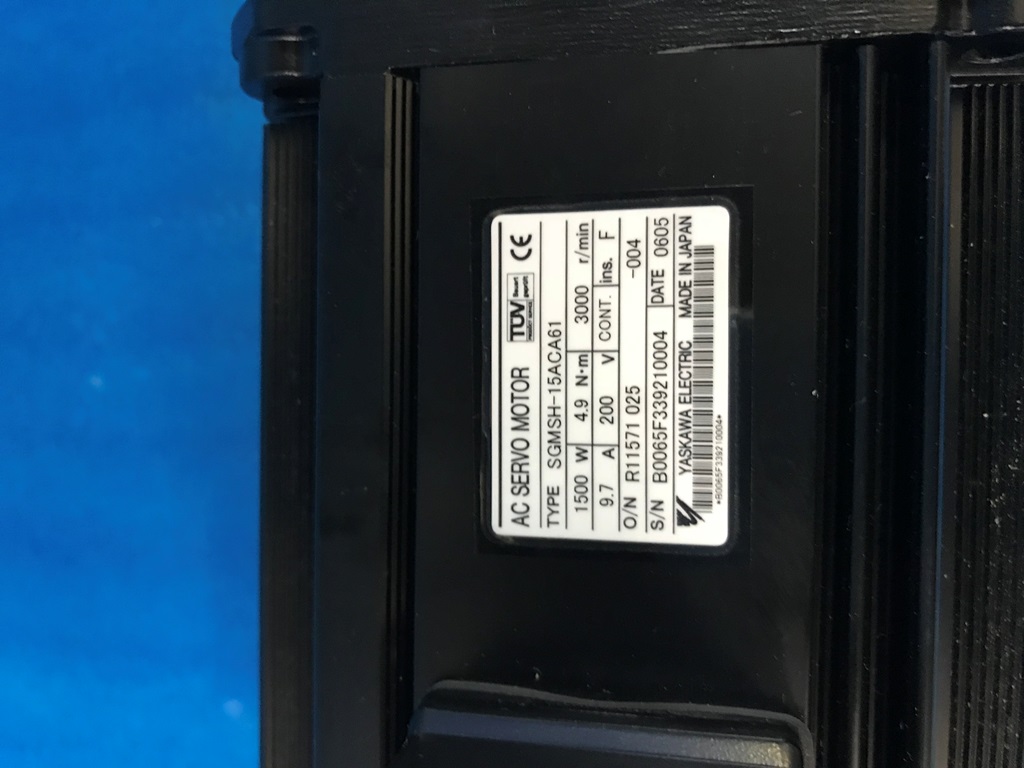 AC SERVO MOTOR TÜV CE
TYPE SGMSH-15ACA61
1500 W 4.9 N·m 3000 r/min
9.7 A 200 V CONT. ins. F
O/N R11571 025 -004
S/N B0065F339210004 DATE 0605
YASKAWA ELECTRIC MADE IN JAPAN
*B0065F339210004*